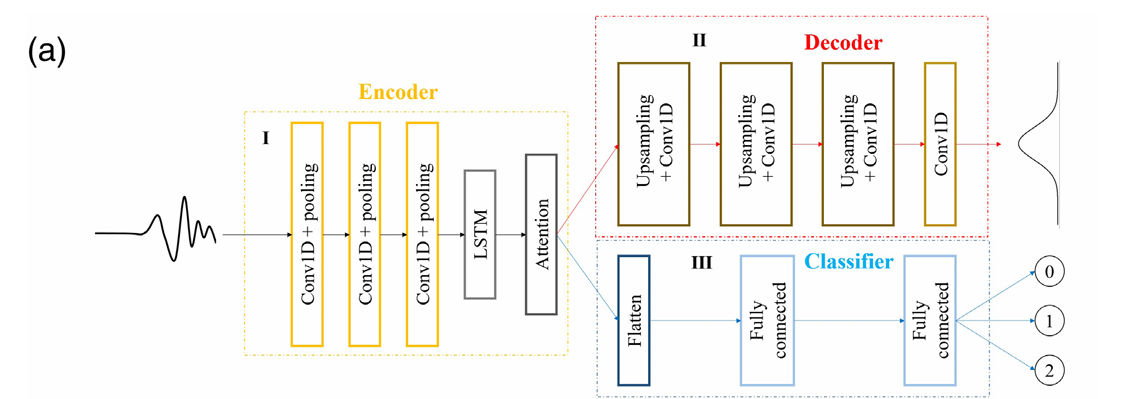 (a)
Encoder
I
Conv1D + pooling
Conv1D + pooling
Conv1D + pooling
LSTM
Attention
II
Decoder
Upsampling
+ Conv1D
Upsampling
+ Conv1D
Upsampling
+ Conv1D
Conv1D
III
Classifier
Flatten
Fully
connected
Fully
connected
0
1
2